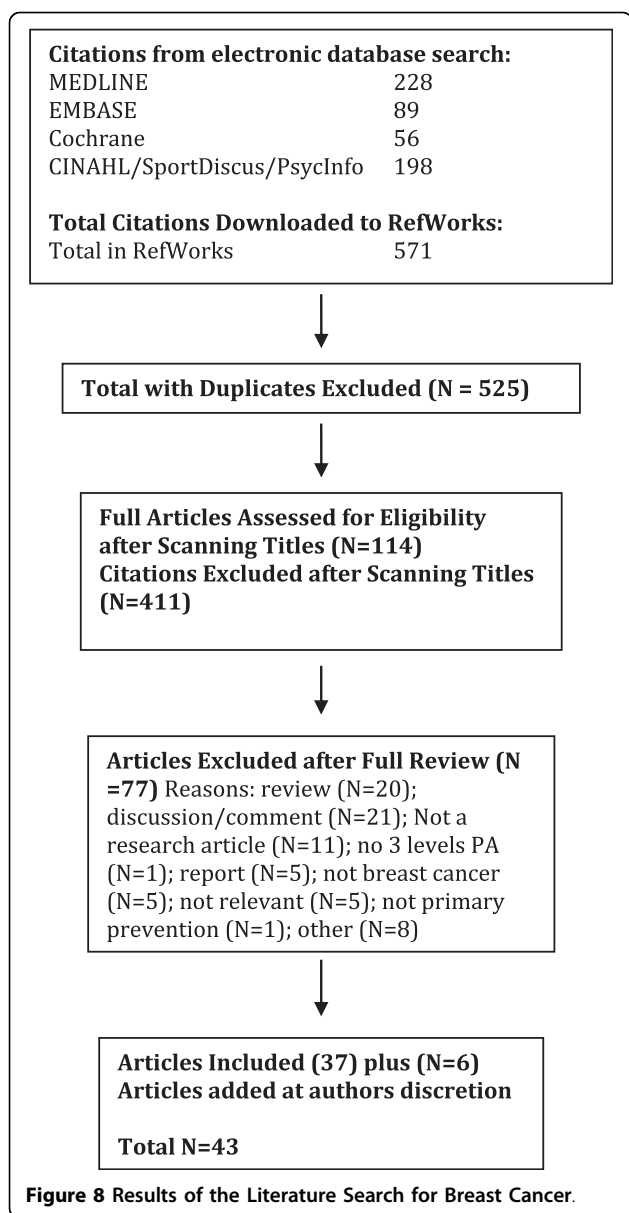 Citations from electronic database search:
MEDLINE 228
EMBASE 89
Cochrane 56
CINAHL/SportDiscus/PsycInfo 198
Total Citations Downloaded to RefWorks:
Total in RefWorks 571
Total with Duplicates Excluded (N = 525)
Full Articles Assessed for Eligibility
after Scanning Titles (N=114)
Citations Excluded after Scanning Titles
(N=411)
Articles Excluded after Full Review (N
=77) Reasons: review (N=20);
discussion/comment (N=21); Not a
research article (N=11); no 3 levels PA
(N=1); report (N=5); not breast cancer
(N=5); not relevant (N=5); not primary
prevention (N=1); other (N=8)
Articles Included (37) plus (N=6)
Articles added at authors discretion
Total N=43
Figure 8 Results of the Literature Search for Breast Cancer.